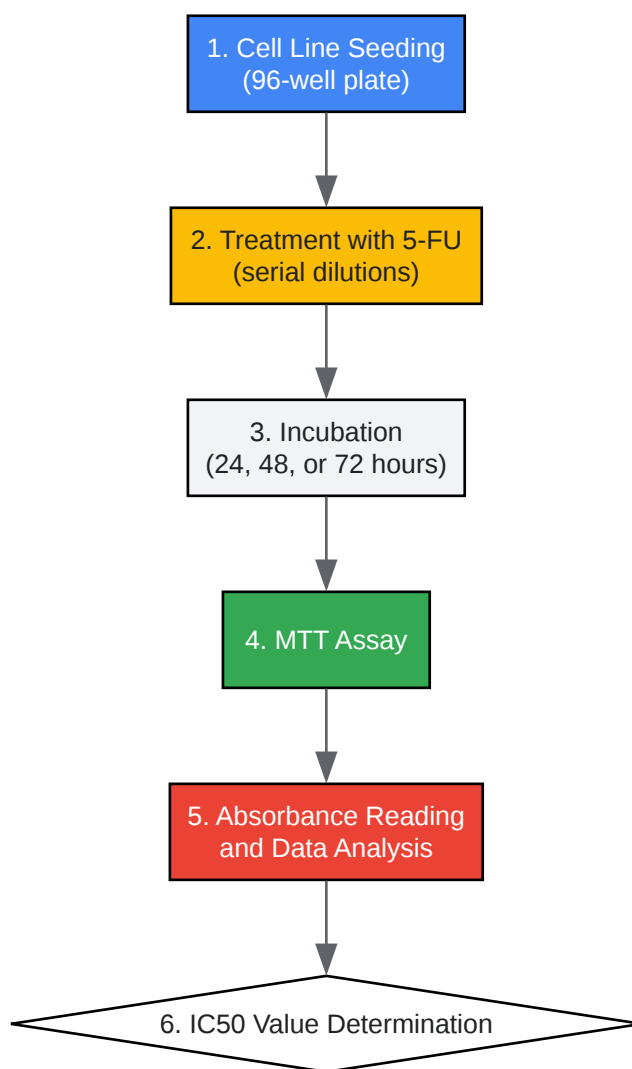 1. Cell Line Seeding
(96-well plate)
2. Treatment with 5-FU
(serial dilutions)
3. Incubation
(24, 48, or 72 hours)
4. MTT Assay
5. Absorbance Reading
and Data Analysis
6. IC50 Value Determination